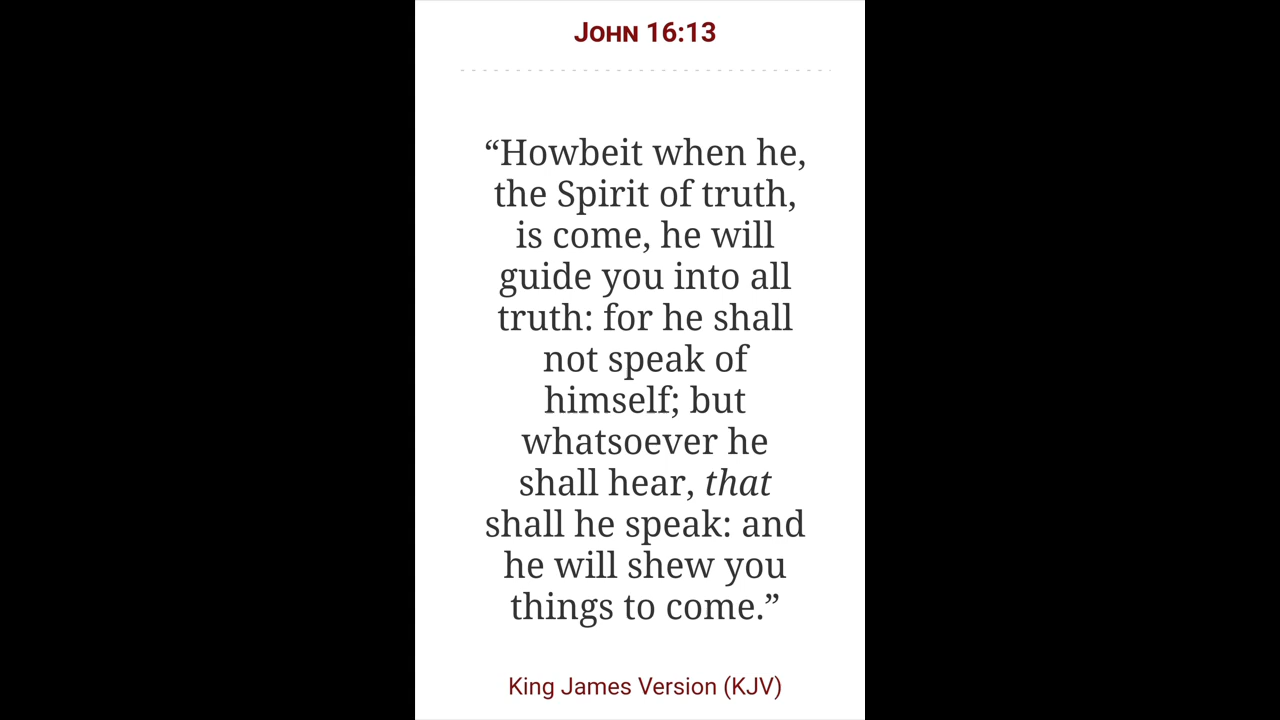 John 16:13
“Howbeit when he,
the Spirit of truth,
is come, he will
guide you into all
truth: for he shall
not speak of
himself; but
whatsoever he
shall hear, that
shall he speak: and
he will shew you
things to come.”
King James Version (KJV)